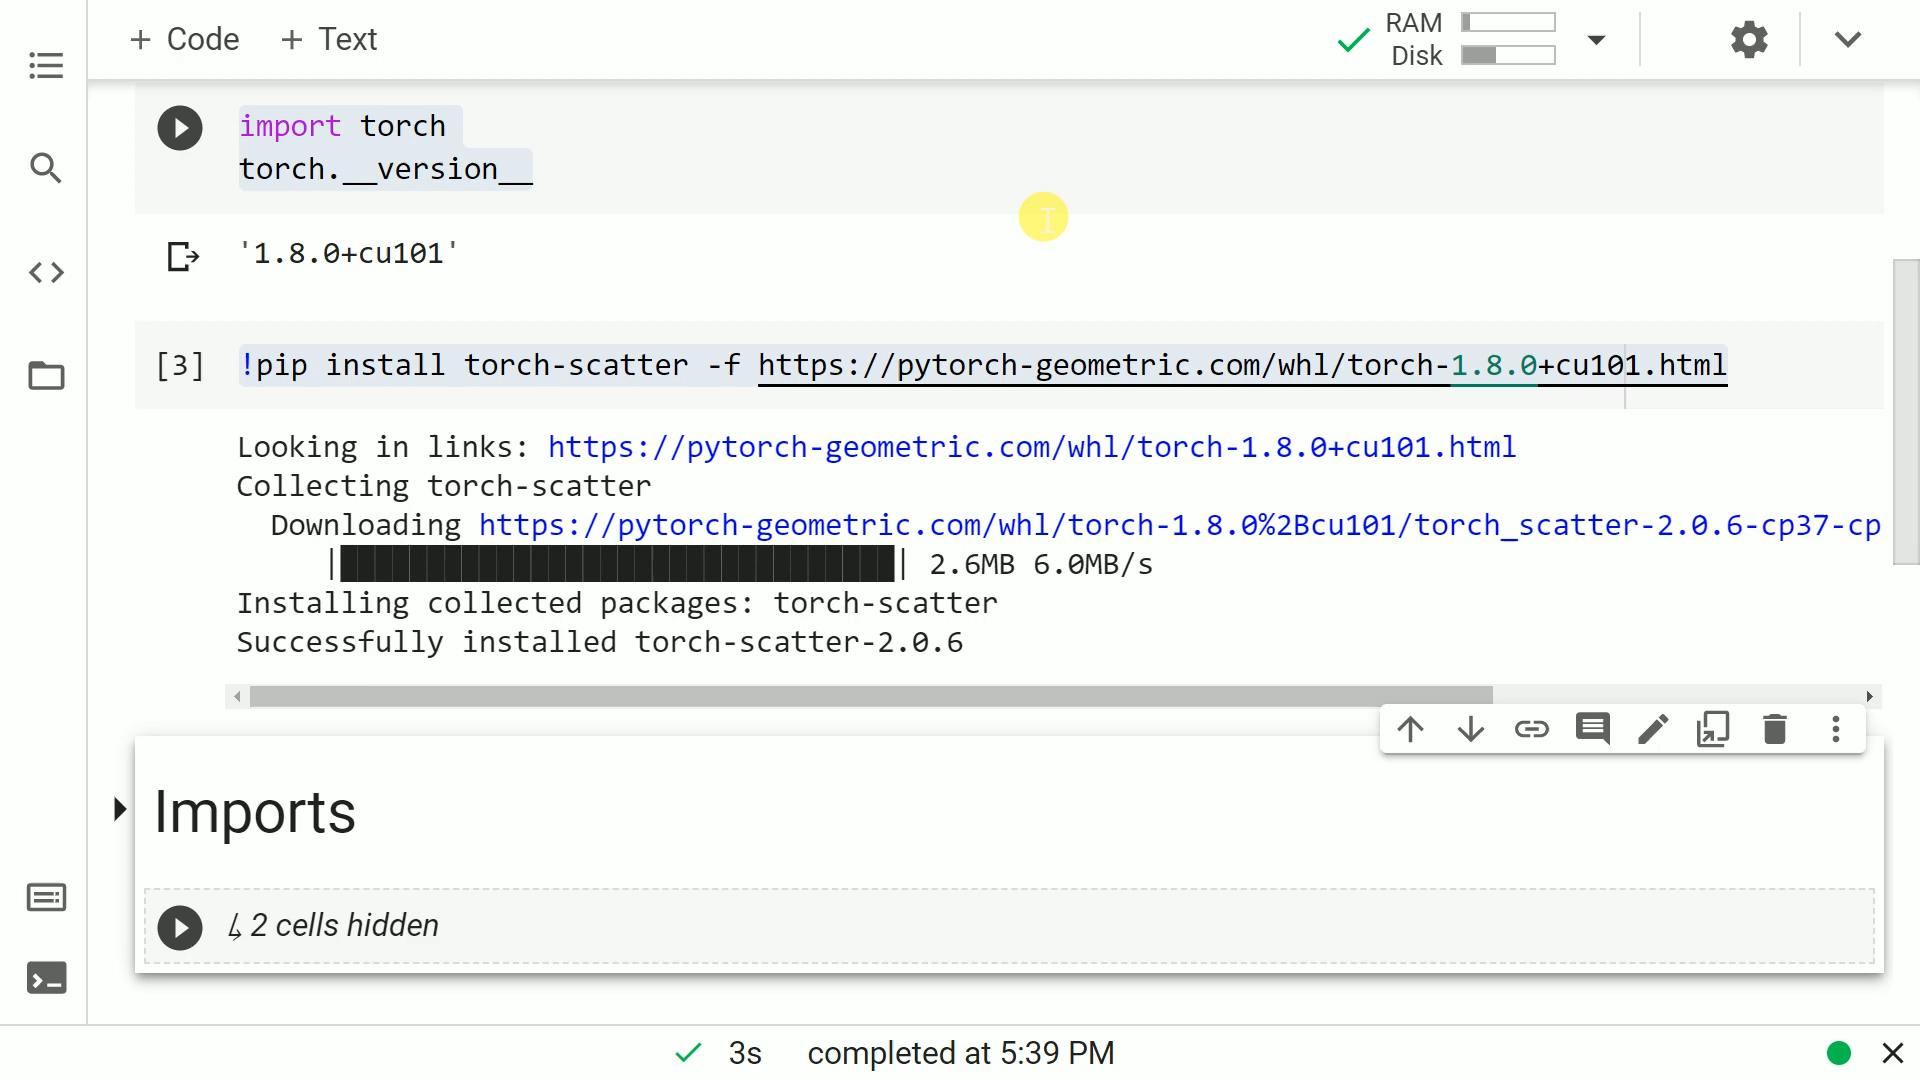 + Code + Text
RAM
Disk
import torch
torch.__version__
'1.8.0+cu101'
[3] !pip install torch-scatter -f https://pytorch-geometric.com/whl/torch-1.8.0+cu101.html
Looking in links: https://pytorch-geometric.com/whl/torch-1.8.0+cu101.html
Collecting torch-scatter
Downloading https://pytorch-geometric.com/whl/torch-1.8.0%2Bcu101/torch_scatter-2.0.6-cp37-cp
2.6MB 6.0MB/s
Installing collected packages: torch-scatter
Successfully installed torch-scatter-2.0.6
Imports
2 cells hidden
3s completed at 5:39 PM